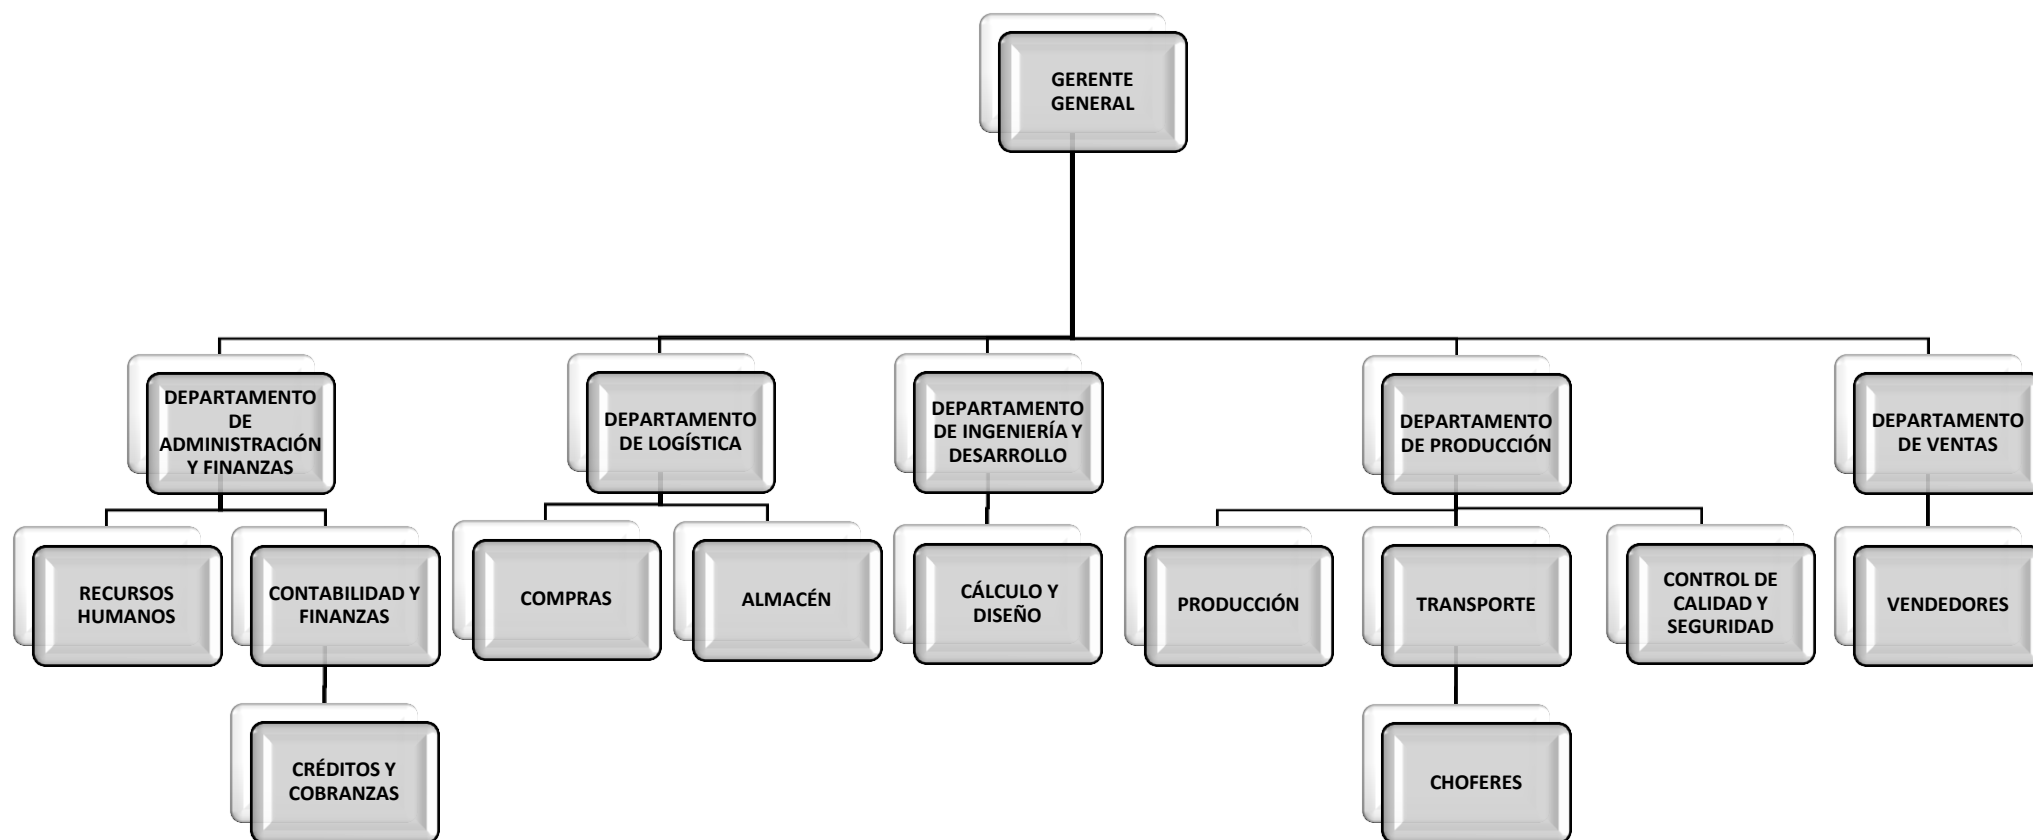 GERENTE
GENERAL
DEPARTAMENTO
DE
ADMINISTRACIÓN
Y FINANZAS
DEPARTAMENTO
DE LOGÍSTICA
DEPARTAMENTO
DE INGENIERÍA Y
DESARROLLO
DEPARTAMENTO
DE PRODUCCIÓN
DEPARTAMENTO
DE VENTAS
RECURSOS
HUMANOS
CONTABILIDAD Y
FINANZAS
COMPRAS
ALMACÉN
CÁLCULO Y
DISEÑO
PRODUCCIÓN
TRANSPORTE
CONTROL DE
CALIDAD Y
SEGURIDAD
VENDEDORES
CRÉDITOS Y
COBRANZAS
CHOFERES